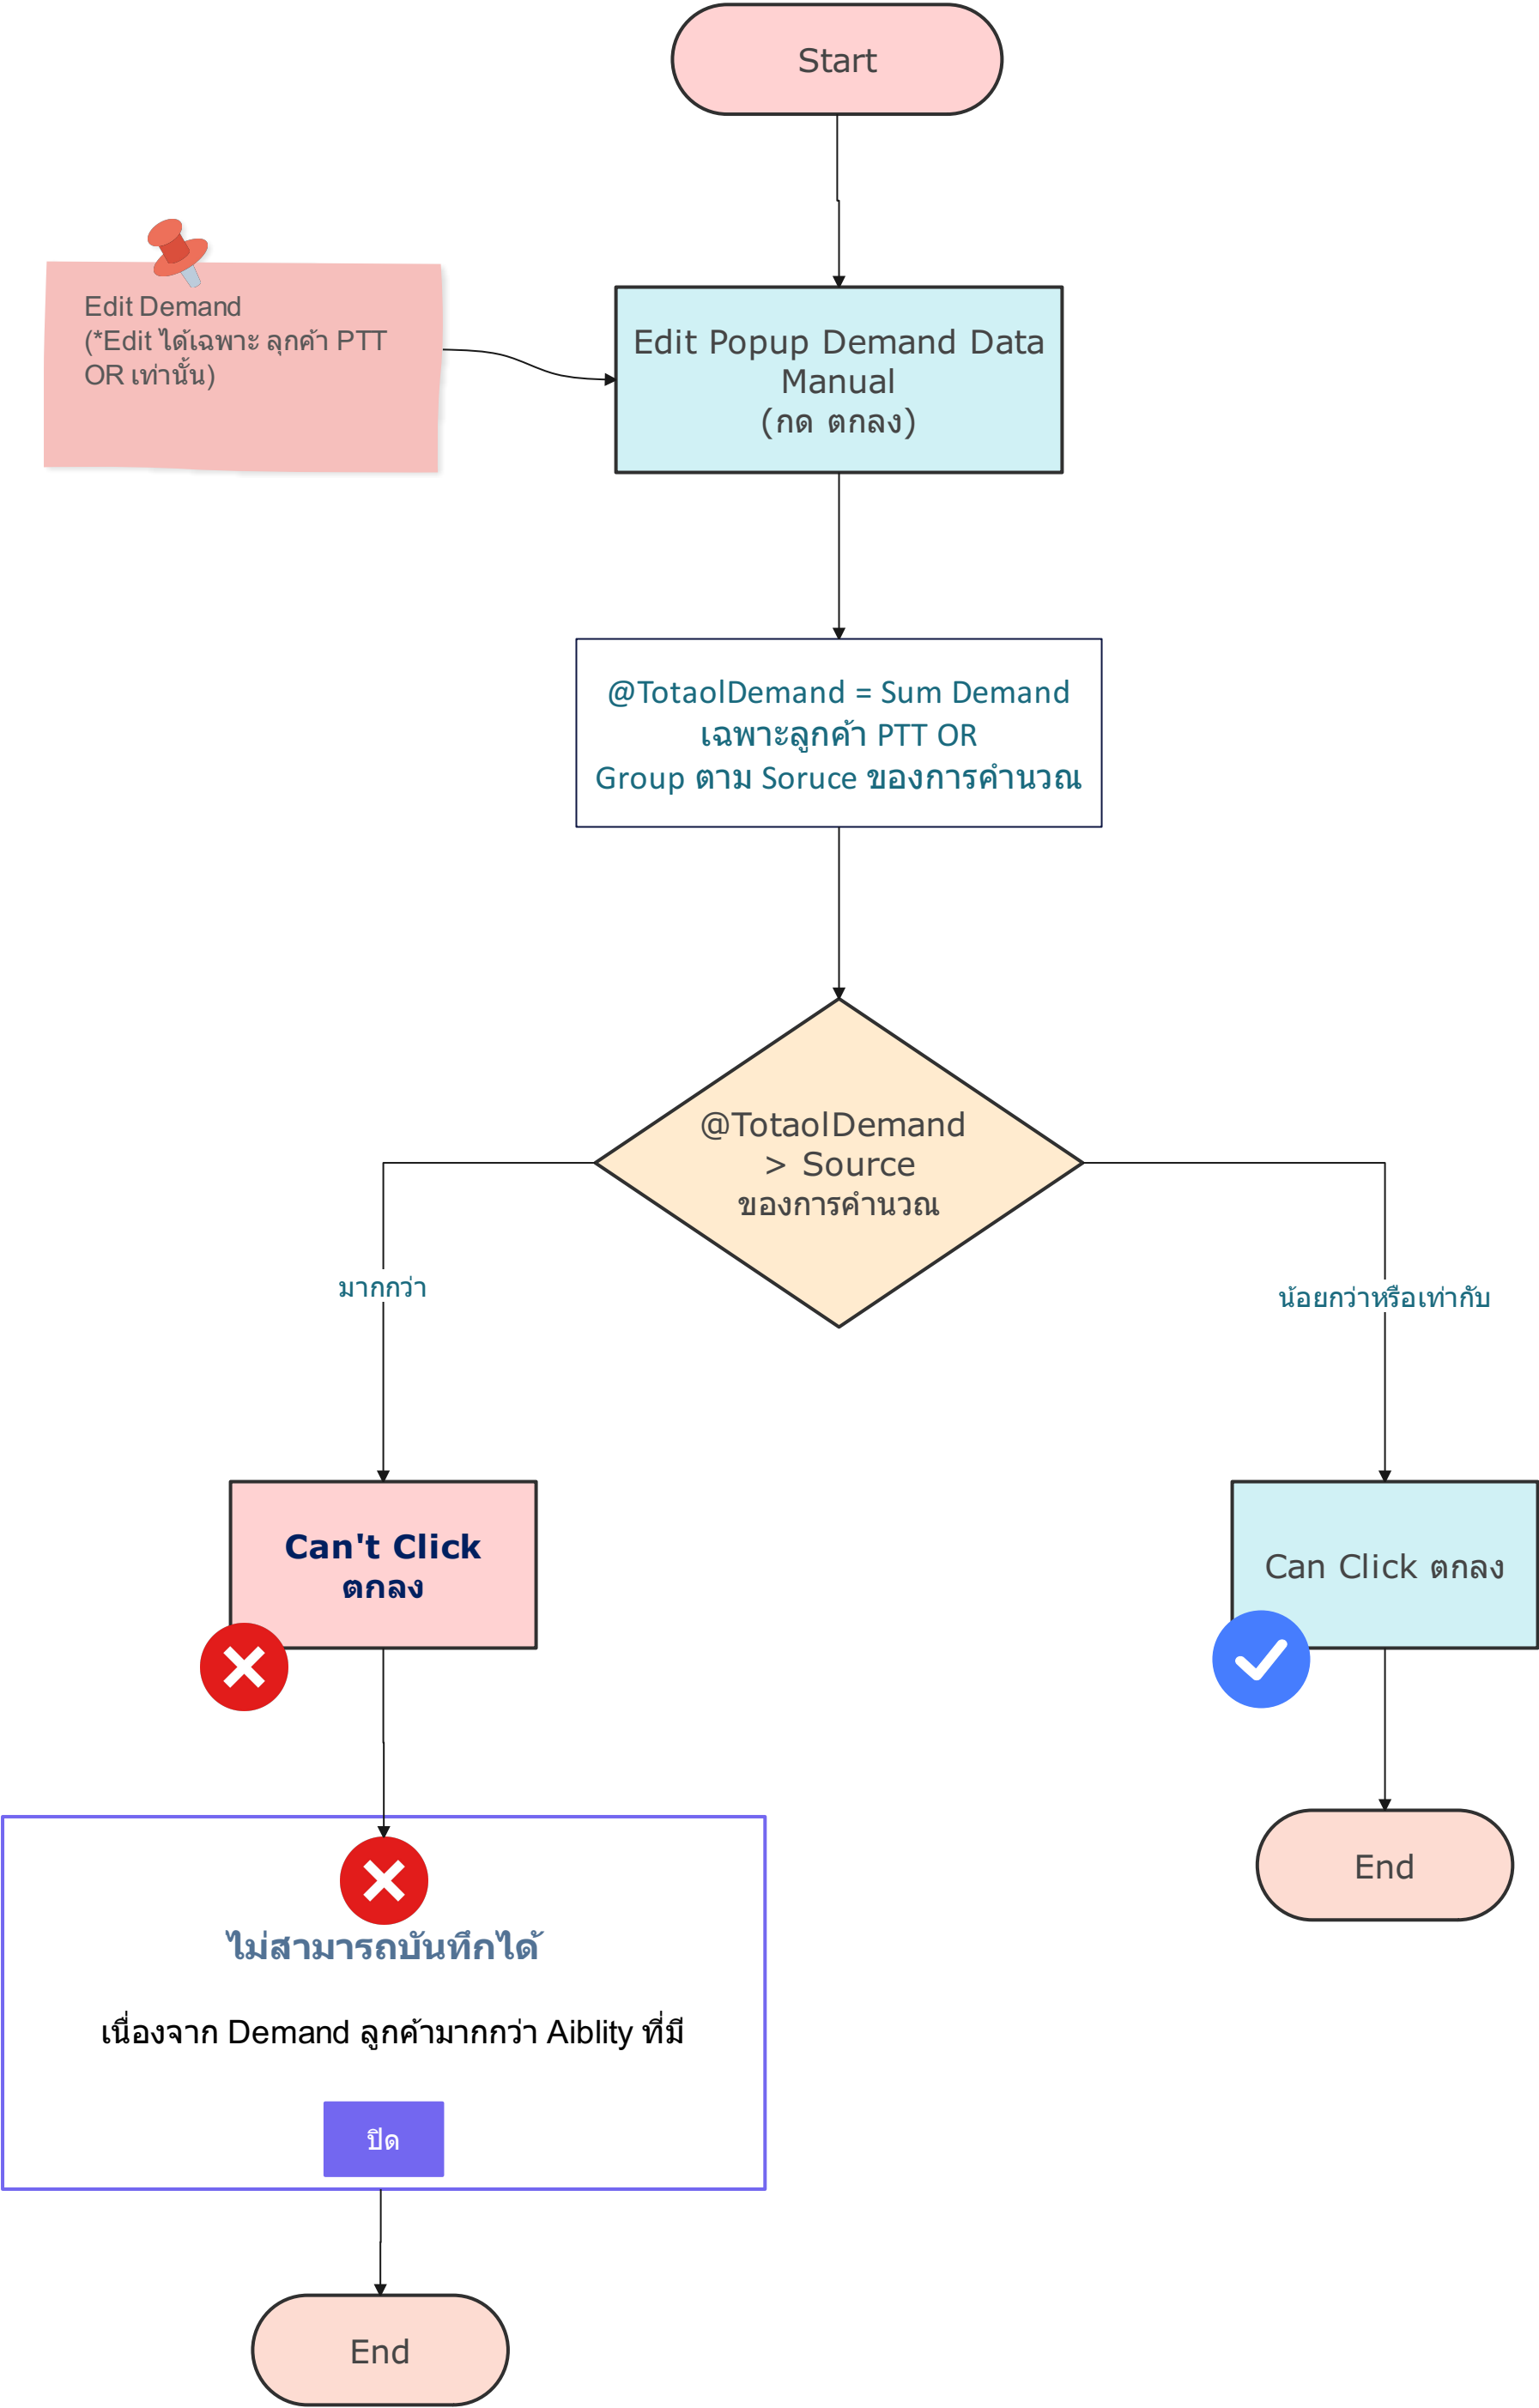 Start
Edit Demand
(*Edit ได้เฉพาะ ลุกค้า PTT
OR เท่านั้น)
Edit Popup Demand Data
Manual
(กด ตกลง)
@TotaolDemand = Sum Demand
เฉพาะลูกค้า PTT OR
Group ตาม Soruce ของการคำนวณ
@TotaolDemand
> Source
ของการคำนวณ
มากกว่า
น้อยกว่าหรือเท่ากับ
Can't Click
ตกลง
Can Click ตกลง
End
ไม่สามารถบันทึกได้
เนื่องจาก Demand ลูกค้ามากกว่า Aiblity ที่มี
ปิด
End